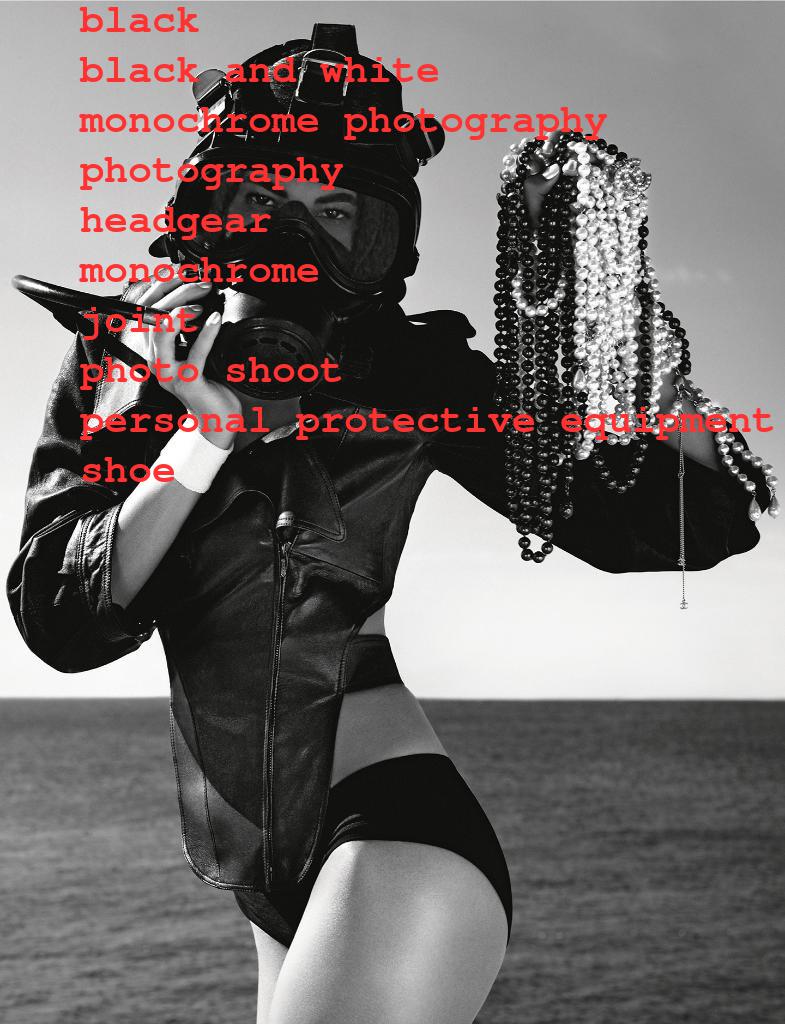 black
black and white
monochrome photography
photography
headgear
monochrome
joint
photo shoot
personal protective equipment
shoe